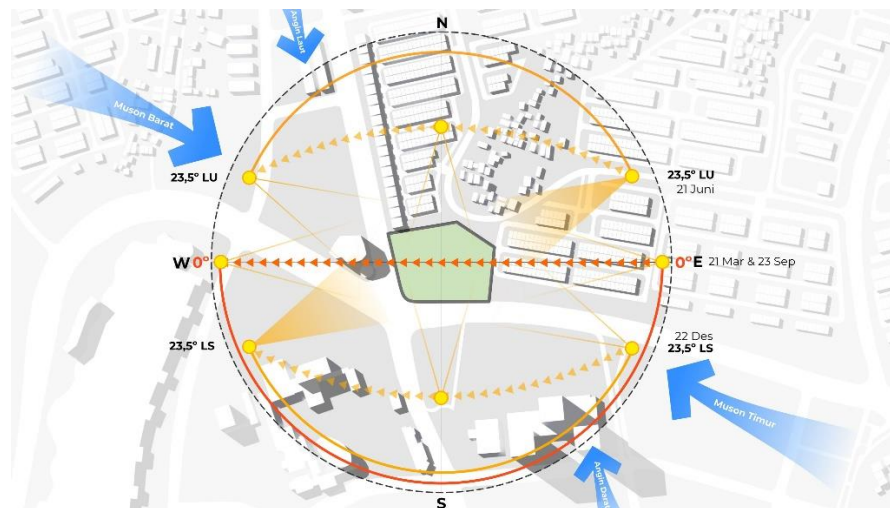 N
Angin Laut
Muson Barat
23,5° LU
23,5° LU
21 Juni
W 0°
0° E 21 Mar & 23 Sep
22 Des
23,5° LS
23,5° LS
Muson Timur
Angin Darat
S